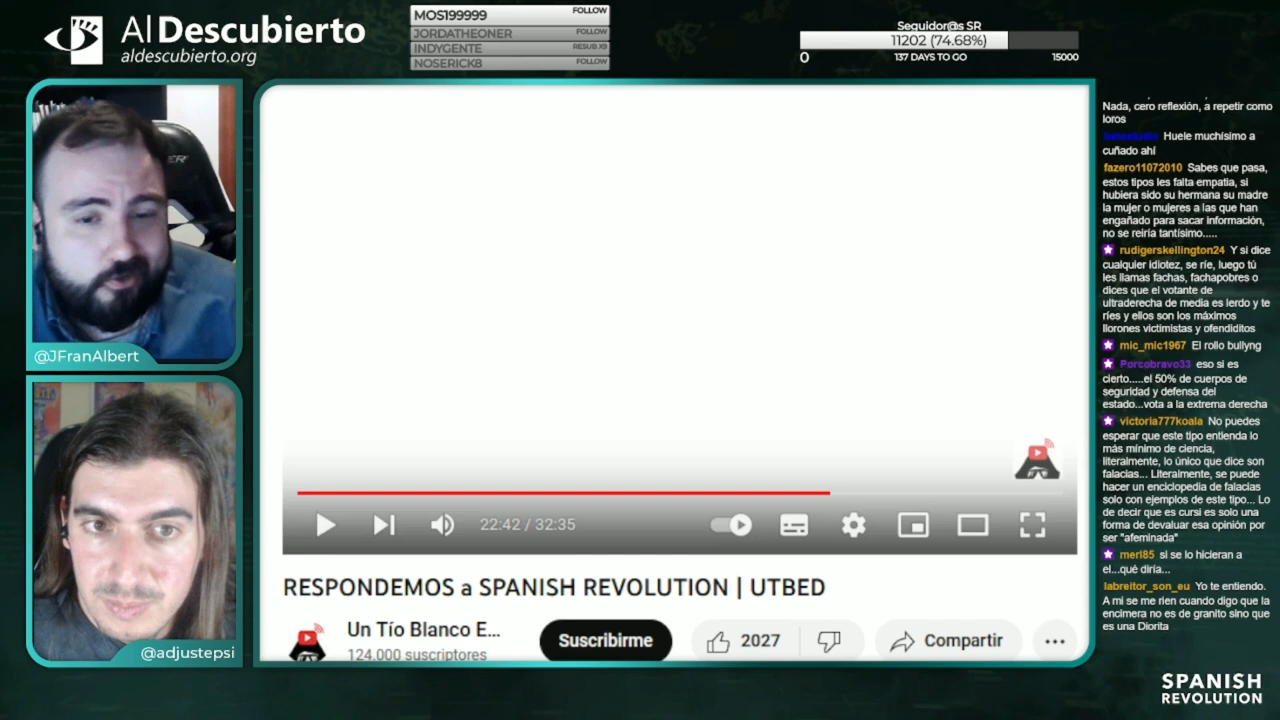 Al Descubierto
aldescubierto.org
MOS199999 FOLLOW
JORDATHEONER FOLLOW
INDYGENTE RESUB X9
NOSERICK8 FOLLOW
Seguidor@s SR
11202 (74.68%)
0 137 DAYS TO GO 15000
@JFranAlbert
@adjustepsi
22:42 / 32:35
RESPONDEMOS a SPANISH REVOLUTION | UTBED
Un Tío Blanco E...
124.000 suscriptores
Suscribirme
2027
Compartir
Nada, cero reflexión, a repetir como
loros
Huele muchísimo a
cuñado ahí
fazero11072010 Sabes que pasa,
estos tipos les falta empatia, si
hubiera sido su hermana su madre
la mujer o mujeres a las que han
engañado para sacar información,
no se reiría tantísimo.....
rudigerskellington24 Y si dice
cualquier idiotez, se ríe, luego tú
les llamas fachas, fachapobres o
dices que el votante de
ultraderecha de media es lerdo y te
ríes y ellos son los máximos
llorones victimistas y ofendiditos
mic_mic1967 El rollo bullyng
Porcobravo33 eso si es
cierto.....el 50% de cuerpos de
seguridad y defensa del
estado...vota a la extrema derecha
victoria777koala No puedes
esperar que este tipo entienda lo
más mínimo de ciencia,
literalmente, lo único que dice son
falacias... Literalmente, se puede
hacer un enciclopedia de falacias
solo con ejemplos de este tipo... Lo
de decir que es cursi es solo una
forma de devaluar esa opinión por
ser "afeminada"
merl85 si se lo hicieran a
el...qué diría...
labreitor_son_eu Yo te entiendo.
A mi se me rien cuando digo que la
encimera no es de granito sino que
es una Diorita
SPANISH
REVOLUTION